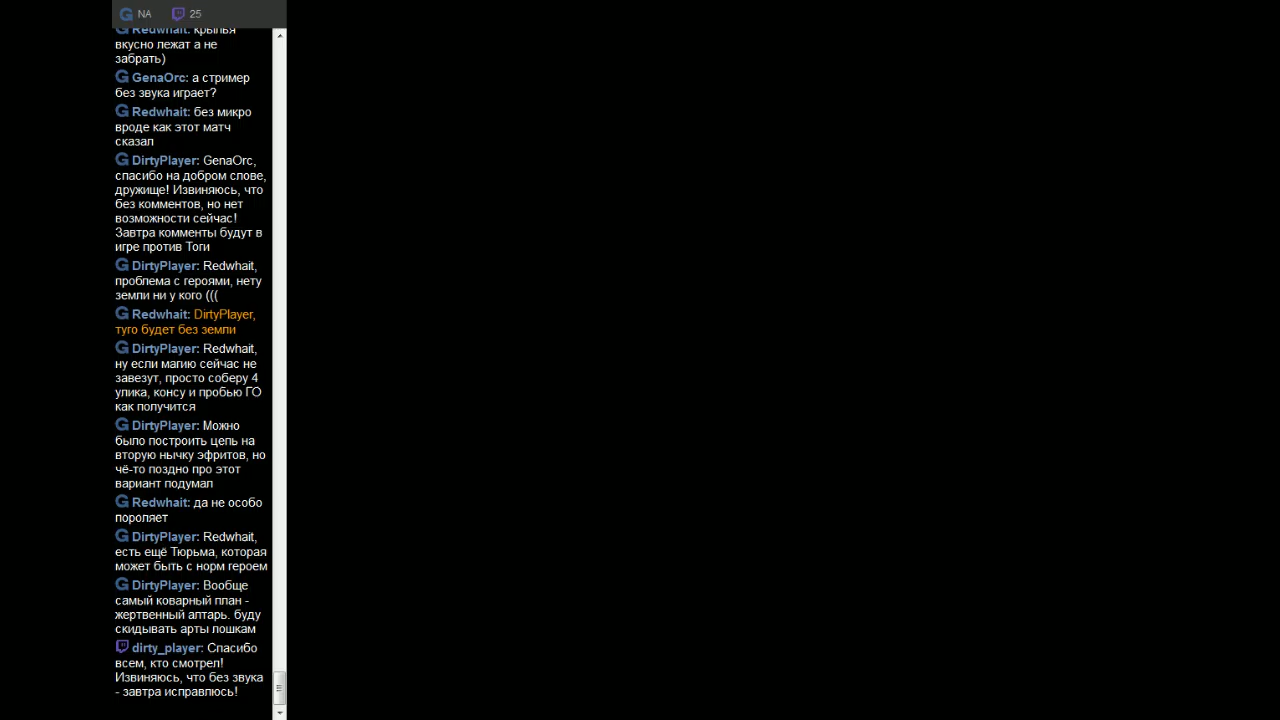 NA 25
Redwhait: крылья
вкусно лежат а не
забрать)
GenaOrc: а стример
без звука играет?
Redwhait: без микро
вроде как этот матч
сказал
DirtyPlayer: GenaOrc,
спасибо на добром слове,
дружище! Извиняюсь, что
без комментов, но нет
возможности сейчас!
Завтра комменты будут в
игре против Тоги
DirtyPlayer: Redwhait,
проблема с героями, нету
земли ни у кого (((
Redwhait: DirtyPlayer,
туго будет без земли
DirtyPlayer: Redwhait,
ну если магию сейчас не
завезут, просто соберу 4
улика, консу и пробью ГО
как получится
DirtyPlayer: Можно
было построить цепь на
вторую нычку эфритов, но
чё-то поздно про этот
вариант подумал
Redwhait: да не особо
пороляет
DirtyPlayer: Redwhait,
есть ещё Тюрьма, которая
может быть с норм героем
DirtyPlayer: Вообще
самый коварный план -
жертвенный алтарь. буду
скидывать арты лошкам
dirty_player: Спасибо
всем, кто смотрел!
Извиняюсь, что без звука
- завтра исправлюсь!